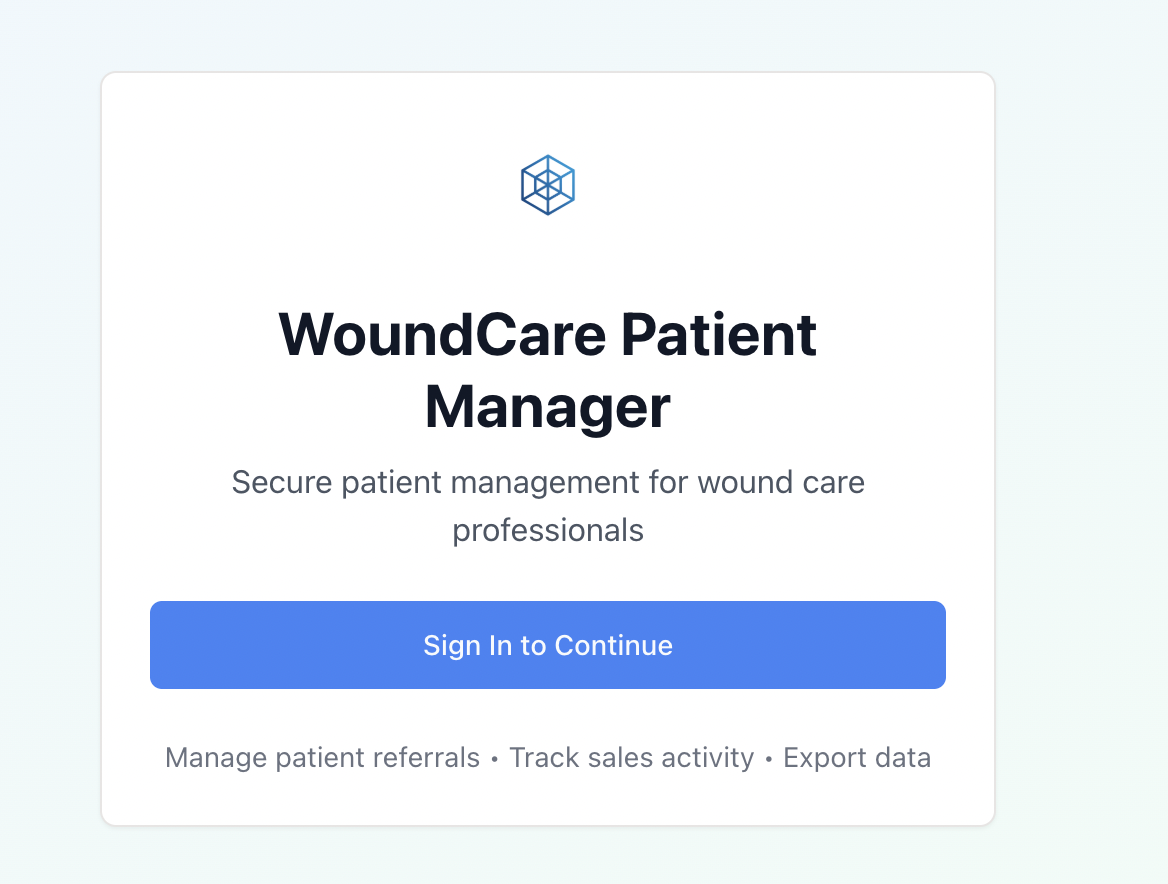 WoundCare Patient
Manager
Secure patient management for wound care
professionals
Sign In to Continue
Manage patient referrals • Track sales activity • Export data